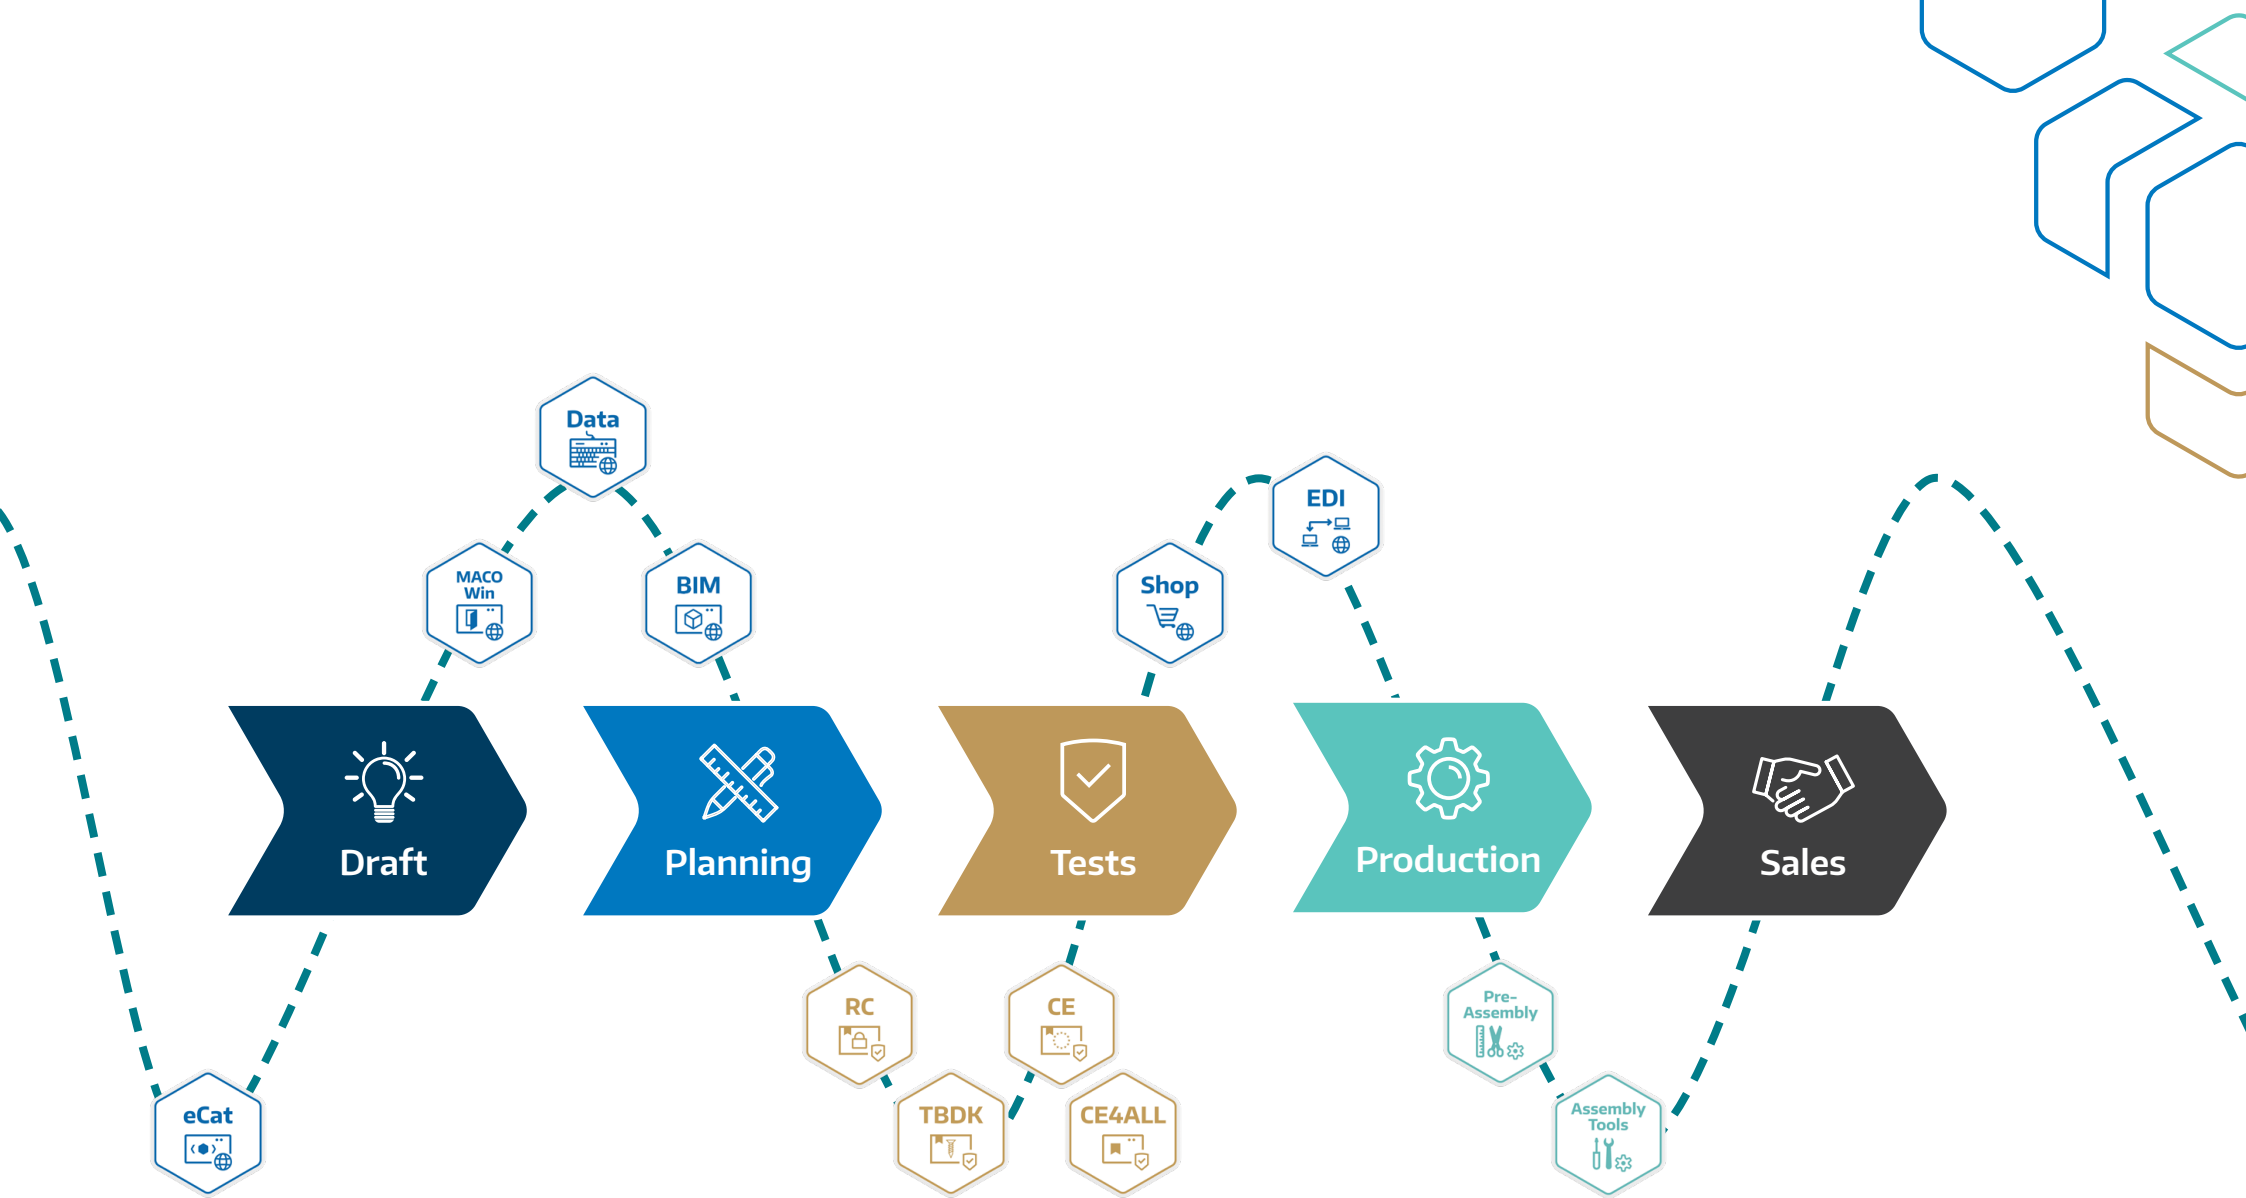 Data
MACO
Win
BIM
Shop
EDI
Draft
Planning
Tests
Production
Sales
eCat
RC
TBDK
CE
CE4ALL
Pre-
Assembly
Assembly
Tools